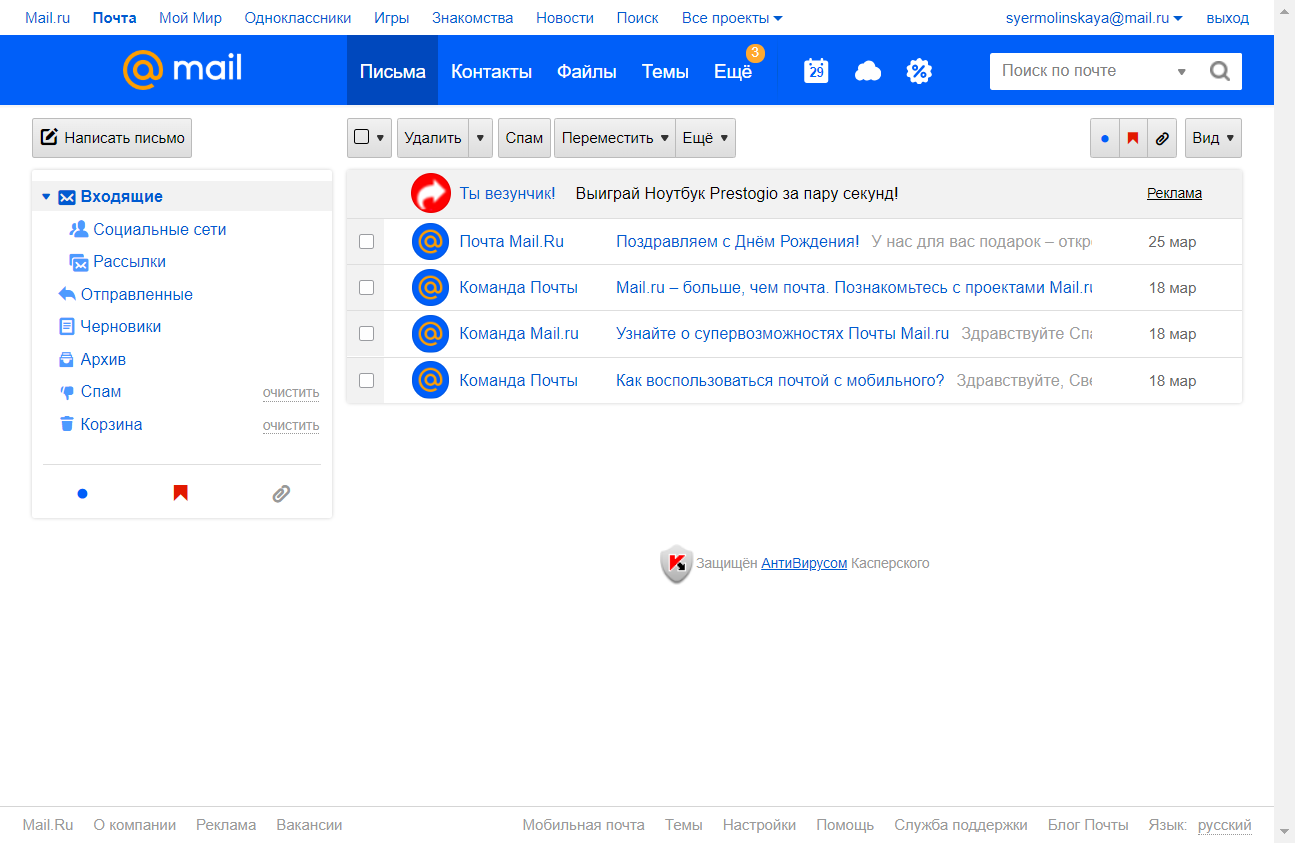 Mail.ru Почта Мой Мир Одноклассники Игры Знакомства Новости Поиск Все проекты syermolinskaya@mail.ru выход
@ mail Письма Контакты Файлы Темы Ещё 3 29 % Поиск по почте
Написать письмо Удалить Спам Переместить Ещё Вид
Входящие
Социальные сети
Рассылки
Отправленные
Черновики
Архив
Спам очистить
Корзина очистить
Ты везунчик! Выиграй Ноутбук Prestogio за пару секунд! Реклама
Почта Mail.Ru Поздравляем с Днём Рождения! У нас для вас подарок – откре 25 мар
Команда Почты Mail.ru – больше, чем почта. Познакомьтесь с проектами Mail.ru 18 мар
Команда Mail.ru Узнайте о супервозможностях Почты Mail.ru Здравствуйте Спа 18 мар
Команда Почты Как воспользоваться почтой с мобильного? Здравствуйте, Све 18 мар
Защищён АнтиВирусом Касперского
Mail.Ru О компании Реклама Вакансии Мобильная почта Темы Настройки Помощь Служба поддержки Блог Почты Язык: русский